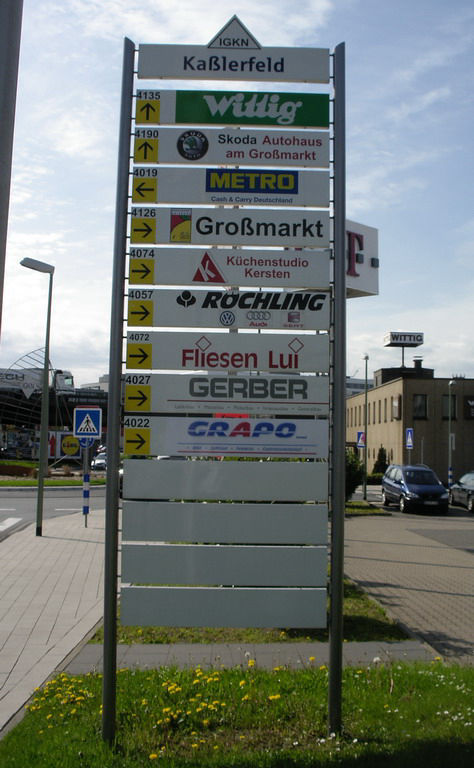 IGKN
Kaßlerfeld
4135
Wittig
4190
Skoda Autohaus
am Großmarkt
4019
METRO
Cash & Carry Deutschland
4126
Großmarkt
4074
Küchenstudio
Kersten
T
4057
RÖCHLING
Audi
SEAT
WITTIG
4072
Fliesen Lui
4027
GERBER
4022
GRAPO